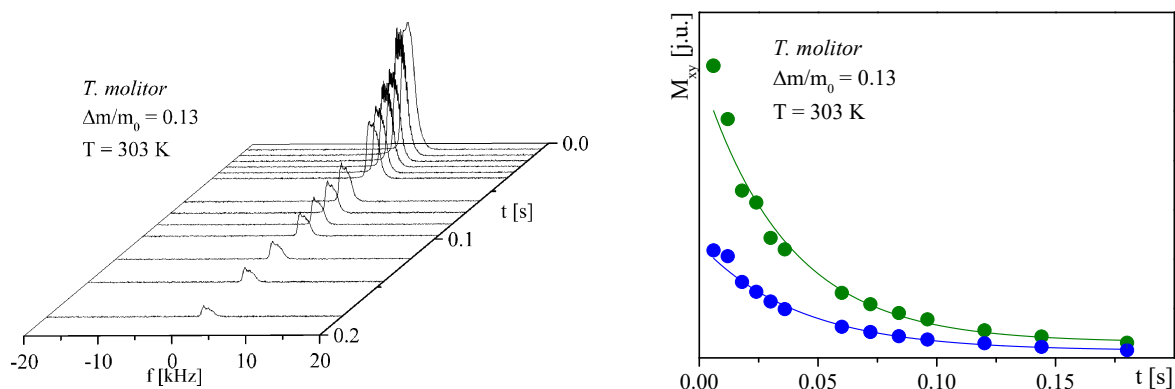 T. molitor
Δm/m₀ = 0.13
T = 303 K
0.0
t [s]
0.1
0.2
-20 -10 0 10 20
f [kHz]
M_xy [j.u.]
T. molitor
Δm/m₀ = 0.13
T = 303 K
0.00 0.05 0.10 0.15 t [s]